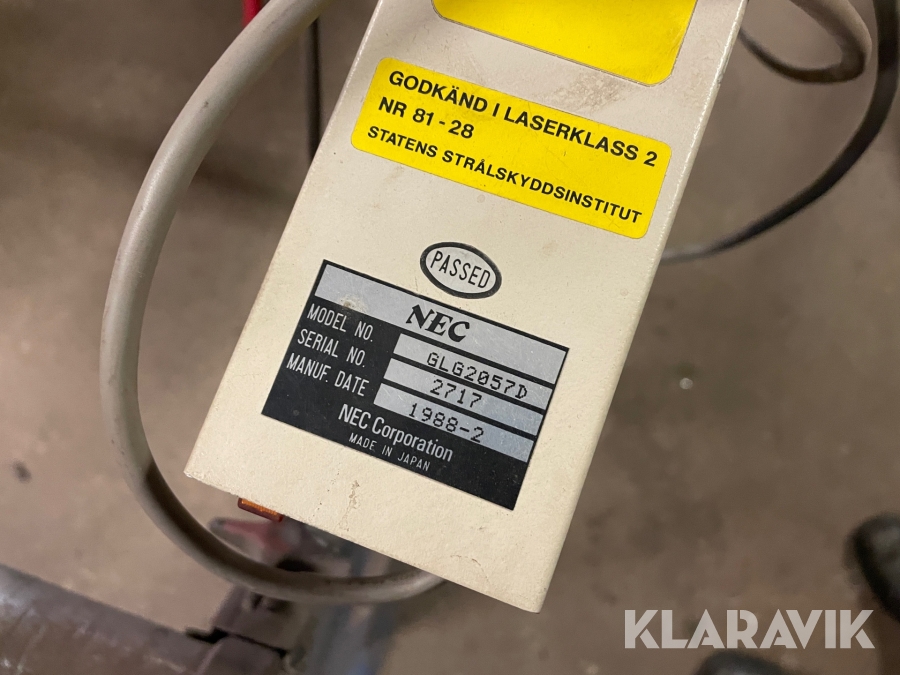 GODKÄND I LASERKLASS 2
NR 81 - 28
STATENS STRÅLSKYDDSINSTITUT
PASSED
NEC
MODEL NO. GLG2057D
SERIAL NO. 2717
MANUF. DATE 1988-2
NEC Corporation
MADE IN JAPAN
KLARAVIK